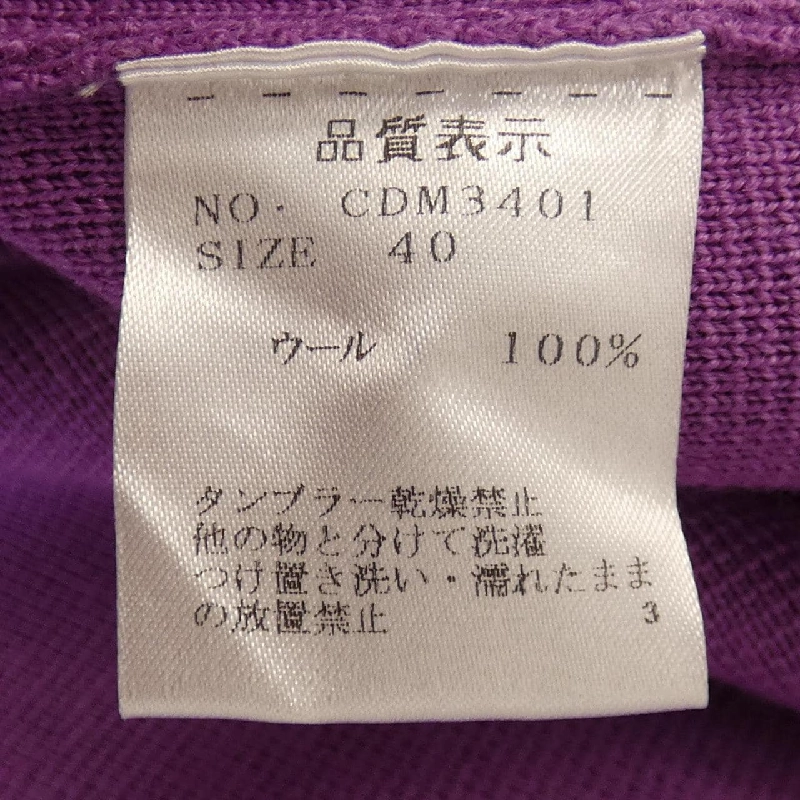 品質表示
NO. CDM3401
SIZE 40
ウール 100%
タンブラー乾燥禁止
他の物と分けて洗濯
つけ置き洗い・濡れたまま
の放置禁止 3